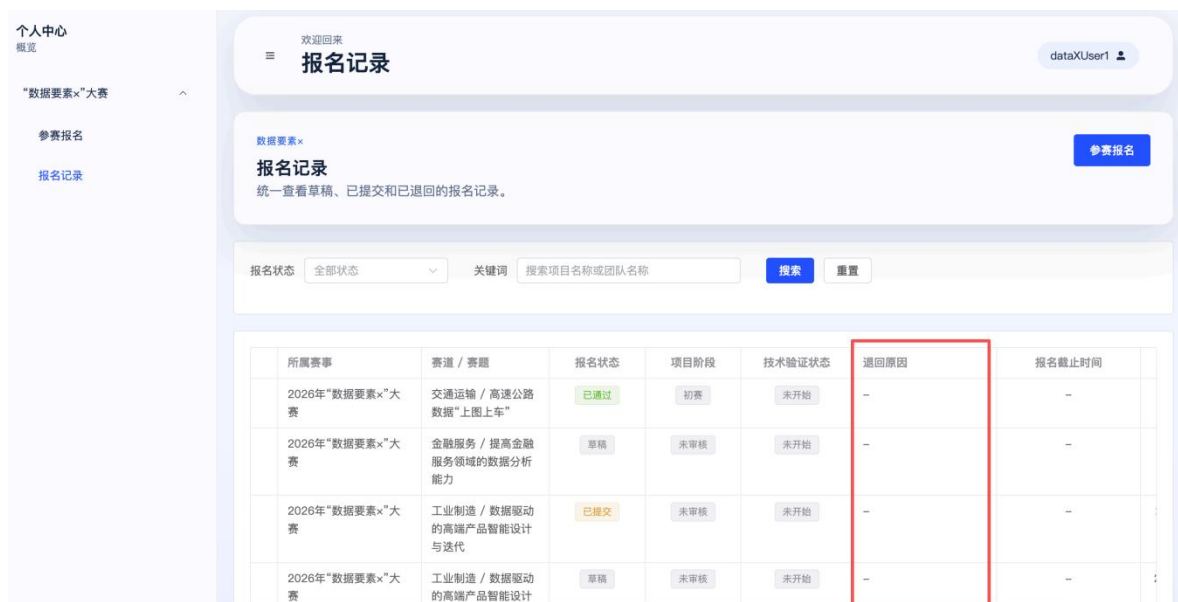 个人中心
概览
“数据要素×”大赛
参赛报名
报名记录
欢迎回来
报名记录
dataXUser1
数据要素×
报名记录
统一查看草稿、已提交和已退回的报名记录。
参赛报名
报名状态 全部状态 关键词 搜索项目名称或团队名称 搜索 重置
所属赛事 赛道 / 赛题 报名状态 项目阶段 技术验证状态 退回原因 报名截止时间
2026年“数据要素×”大 交通运输 / 高速公路 已通过 初赛 未开始 – –
赛 数据“上图上车”
2026年“数据要素×”大 金融服务 / 提高金融 草稿 未审核 未开始 – –
赛 服务领域的数据分析
能力
2026年“数据要素×”大 工业制造 / 数据驱动 已提交 未审核 未开始 – –
赛 的高端产品智能设计
与迭代
2026年“数据要素×”大 工业制造 / 数据驱动 草稿 未审核 未开始 – –
赛 的高端产品智能设计